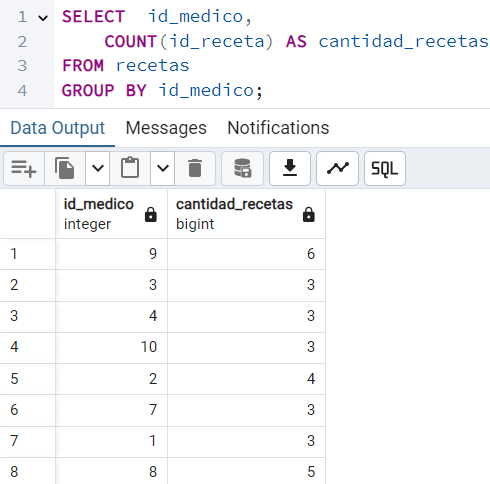 1 SELECT id_medico,
2 COUNT(id_receta) AS cantidad_recetas
3 FROM recetas
4 GROUP BY id_medico;
Data Output Messages Notifications
SQL
id_medico cantidad_recetas
integer bigint
1 9 6
2 3 3
3 4 3
4 10 3
5 2 4
6 7 3
7 1 3
8 8 5